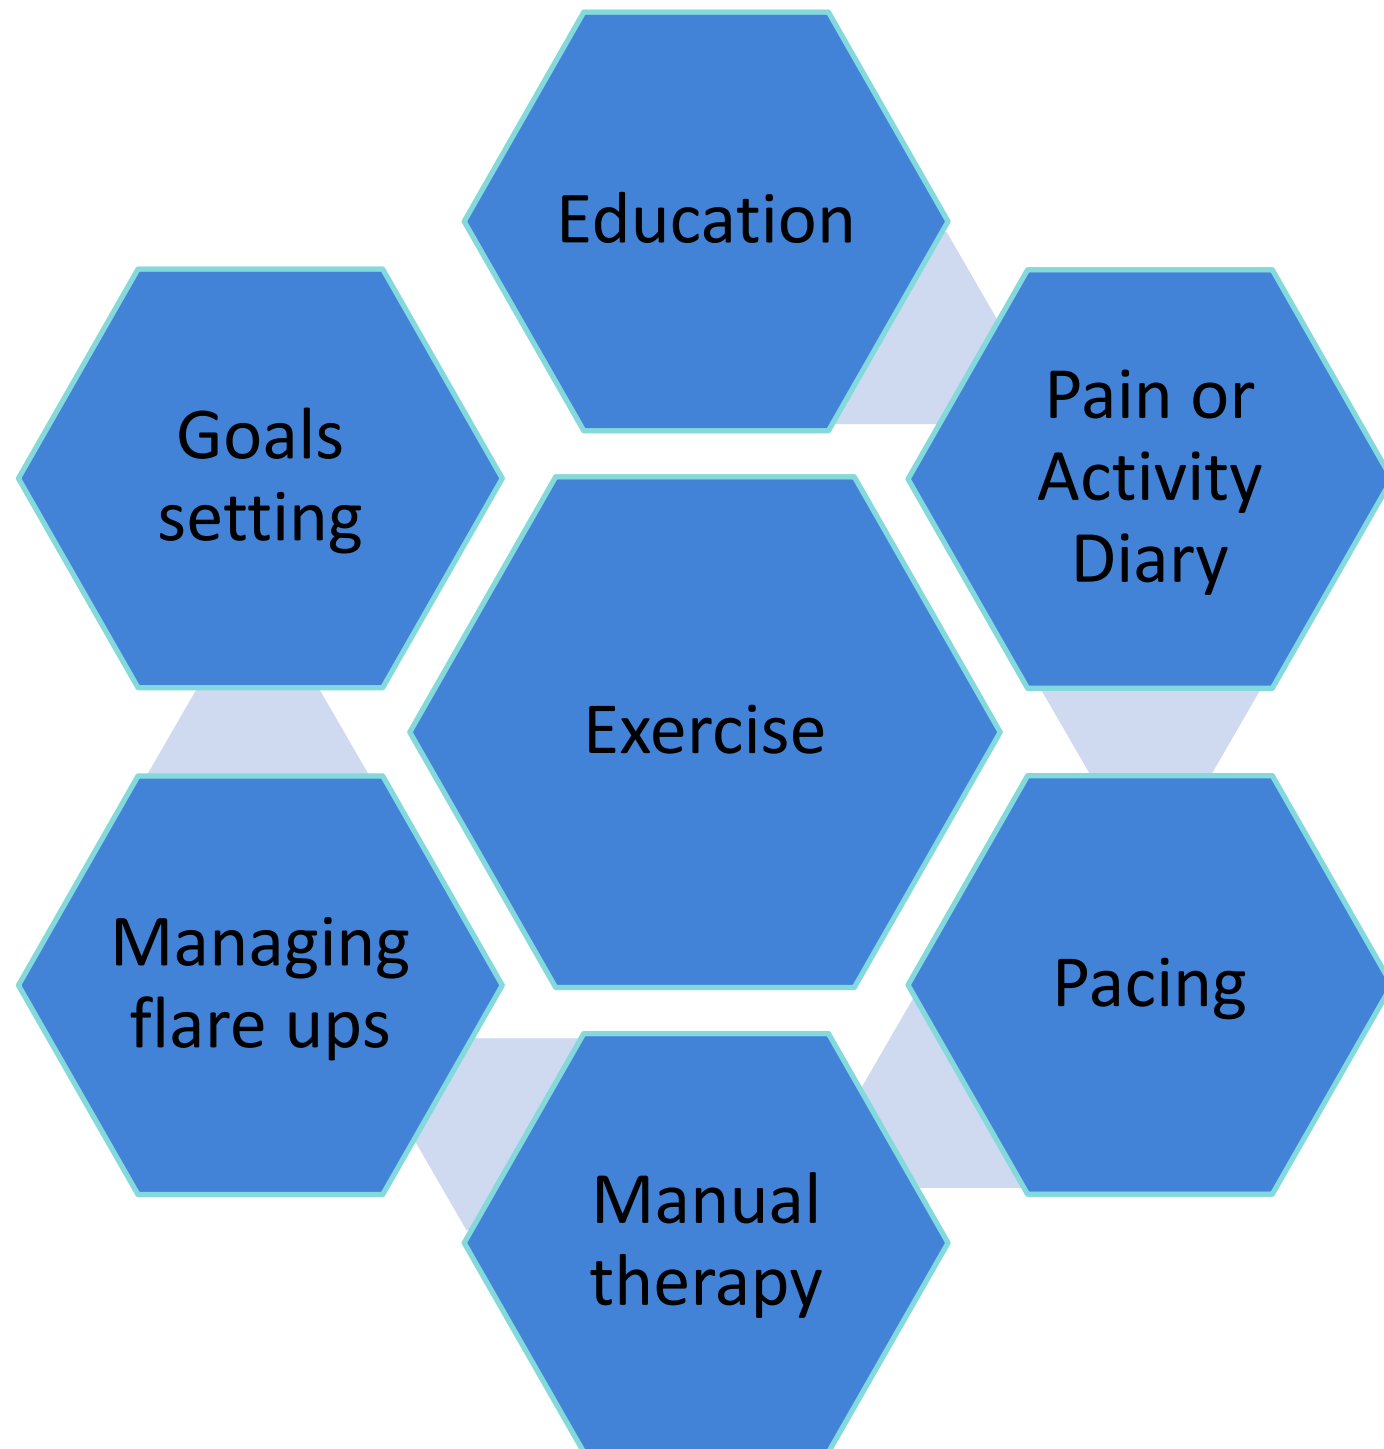 Education
Pain or
Activity
Diary
Goals
setting
Exercise
Managing
flare ups
Pacing
Manual
therapy